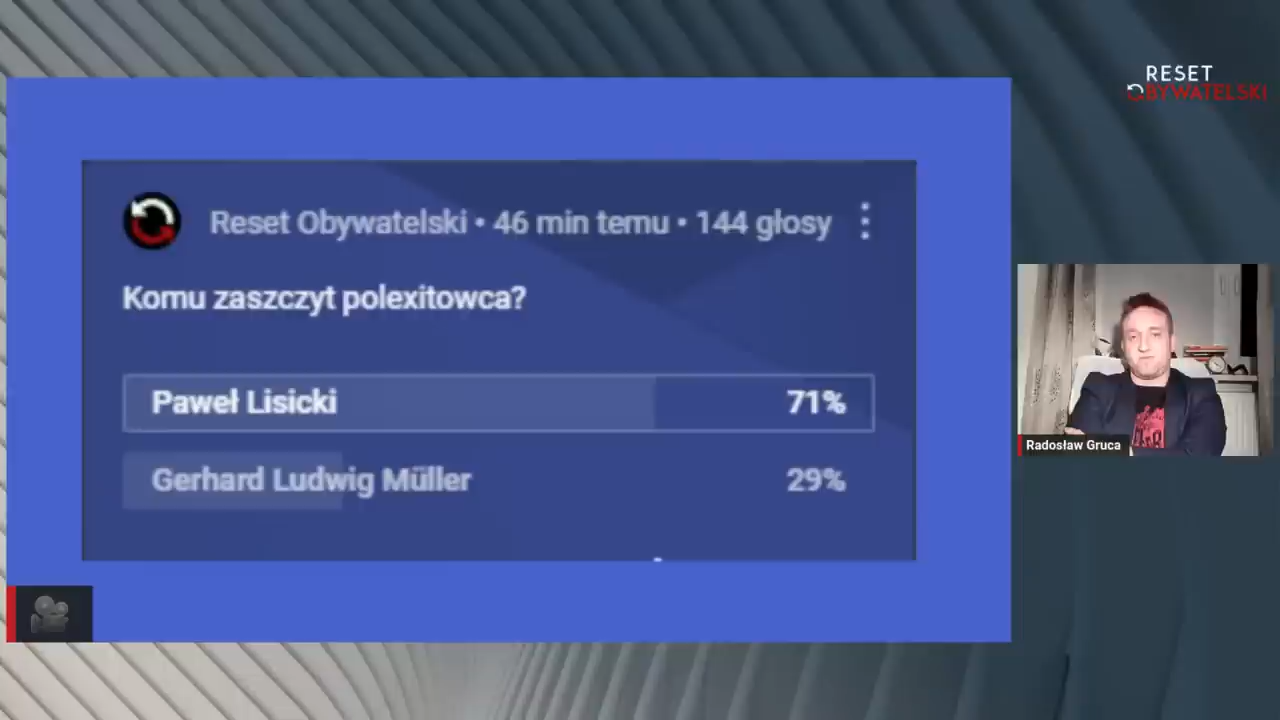 RESET
OBYWATELSKI
Reset Obywatelski • 46 min temu • 144 głosy
Komu zaszczyt polexitowca?
Paweł Lisicki 71%
Gerhard Ludwig Müller 29%
Radosław Gruca